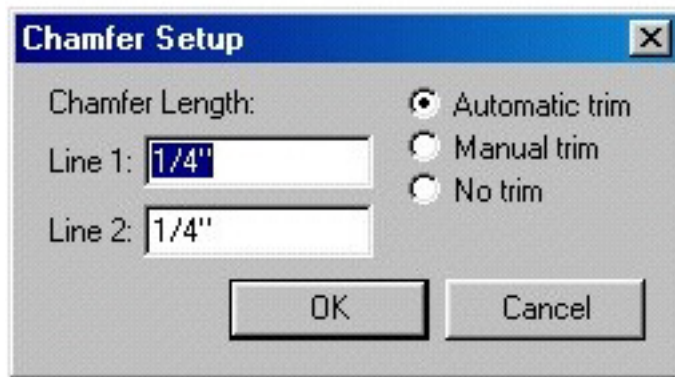 Chamfer Setup
Chamfer Length:
Line 1: 1/4"
Line 2: 1/4"
Automatic trim
Manual trim
No trim
OK
Cancel